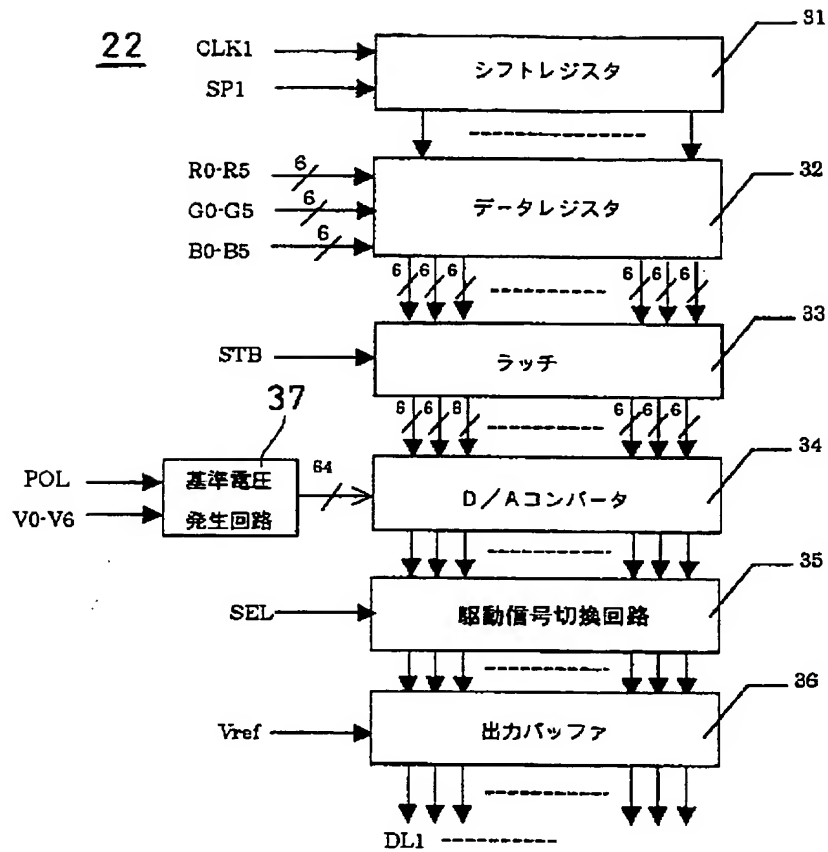 22
CLK1
SP1
シフトレジスタ
31
R0-R5
6
G0-G5
6
B0-B5
6
データレジスタ
32
6 6 6 6 6 6
STB
ラッチ
33
6 6 8 6 6 6
37
POL
V0-V6
基準電圧
発生回路
64
D/Aコンバータ
34
SEL
駆動信号切換回路
35
Vref
出力バッファ
36
DL1